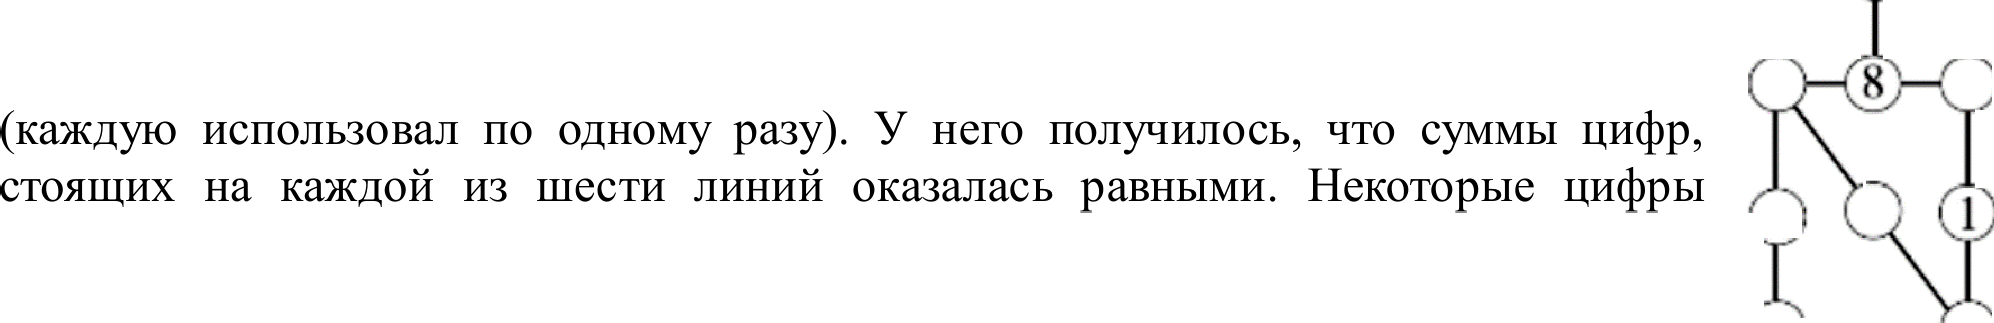 8
(каждую использовал по одному разу). У него получилось, что суммы цифр,
стоящих на каждой из шести линий оказалась равными. Некоторые цифры
1